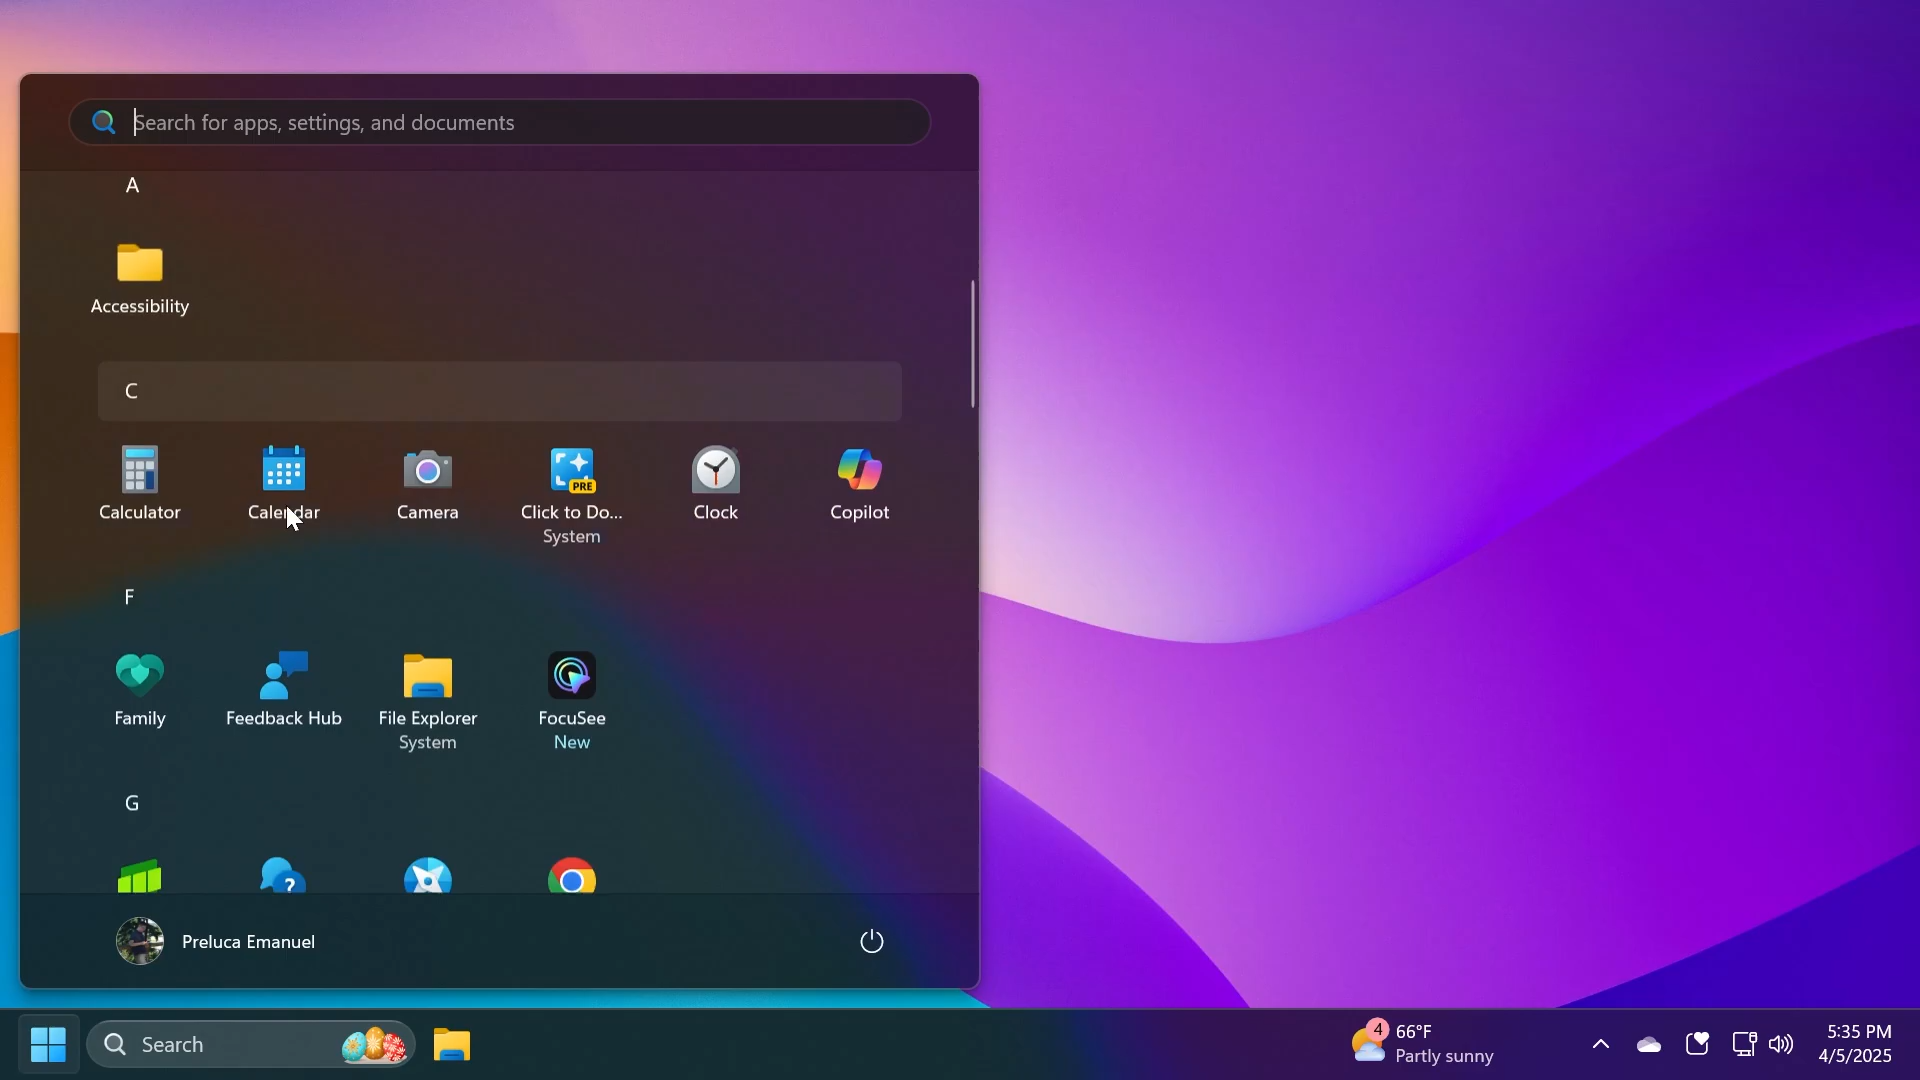 Search for apps, settings, and documents
A
Accessibility
C
Calculator
Calendar
Camera
Click to Do...
System
PRE
Clock
Copilot
F
Family
Feedback Hub
File Explorer
System
FocuSee
New
G
?
Preluca Emanuel
Search
4
66°F
Partly sunny
5:35 PM
4/5/2025